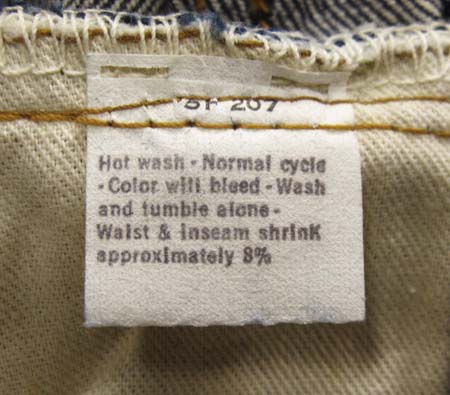 SF 207
Hot wash - Normal cycle
- Color will bleed - Wash
and tumble alone -
Waist & Inseam shrink
approximately 8%